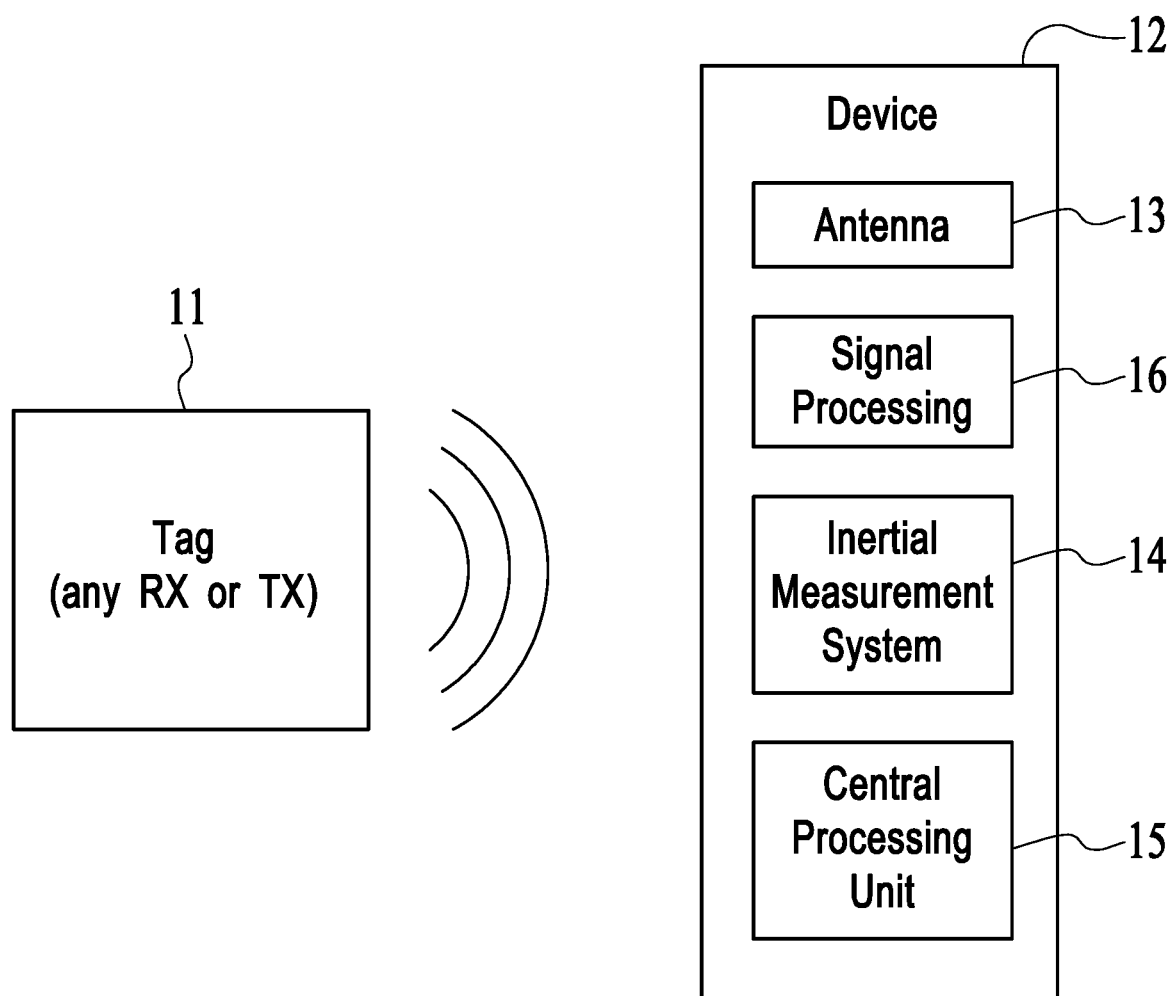 12
Device
Antenna
13
11
Signal
Processing
16
Tag
(any RX or TX)
Inertial
Measurement
System
14
Central
Processing
Unit
15